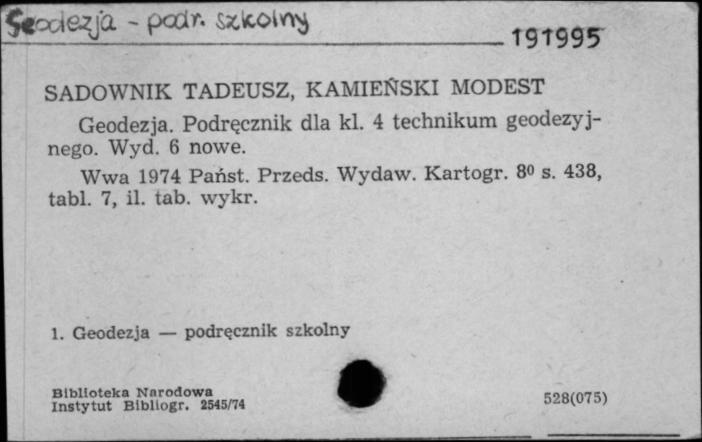 Geodezja - podr. szkolny
191995
SADOWNIK TADEUSZ, KAMIEŃSKI MODEST
Geodezja. Podręcznik dla kl. 4 technikum geodezyj-
nego. Wyd. 6 nowe.
Wwa 1974 Państ. Przeds. Wydaw. Kartogr. 8⁰ s. 438,
tabl. 7, il. tab. wykr.
1. Geodezja — podręcznik szkolny
Biblioteka Narodowa
Instytut Bibliogr. 2545/74
528(075)